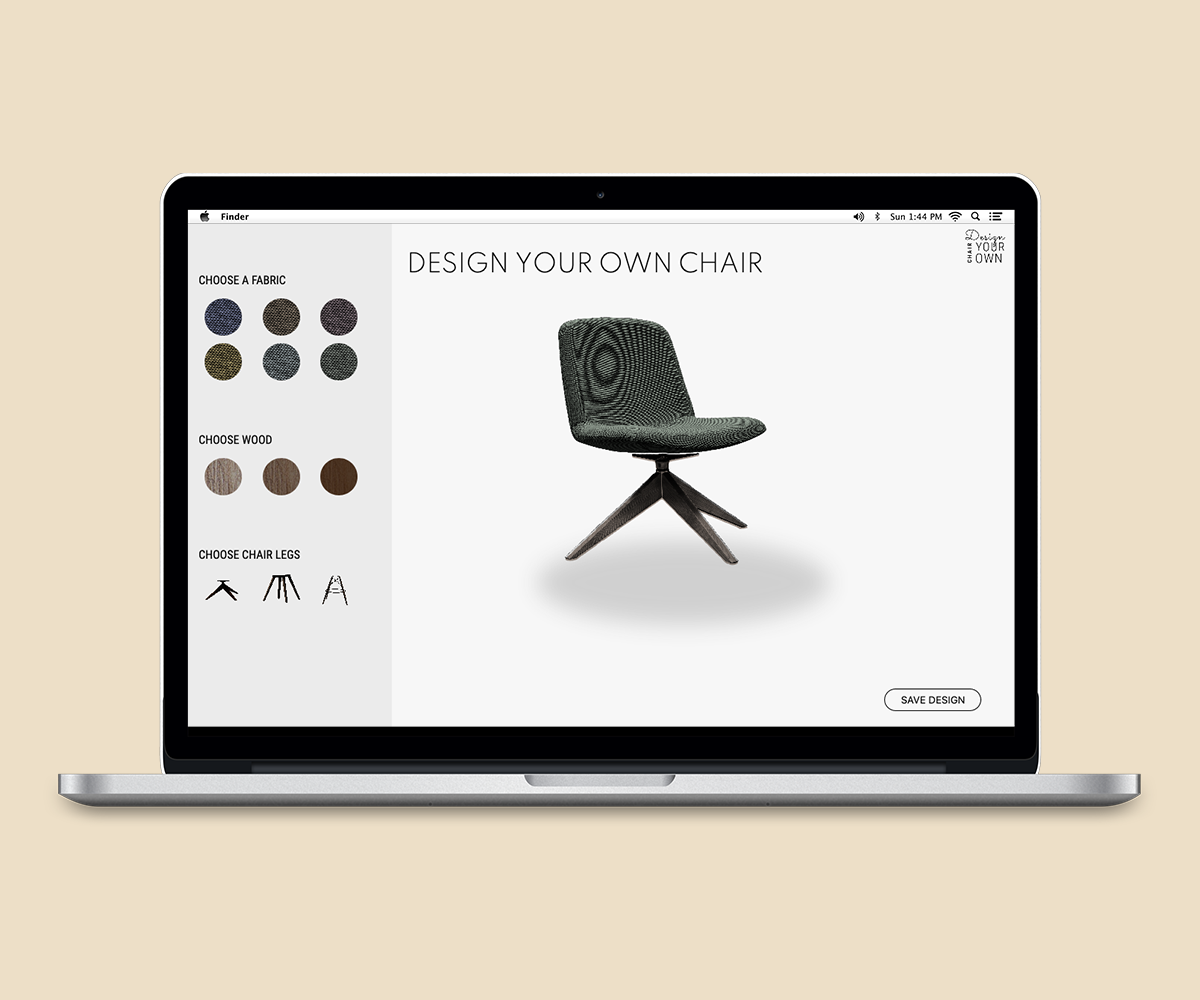 Finder
Sun 1:44 PM
Design
CHAIR
YOUR
OWN
DESIGN YOUR OWN CHAIR
CHOOSE A FABRIC
CHOOSE WOOD
CHOOSE CHAIR LEGS
SAVE DESIGN